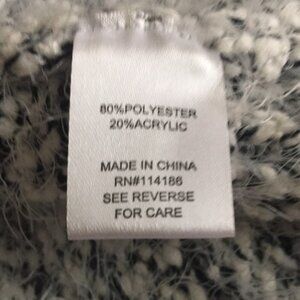 80%POLYESTER
20%ACRYLIC
MADE IN CHINA
RN#114186
SEE REVERSE
FOR CARE